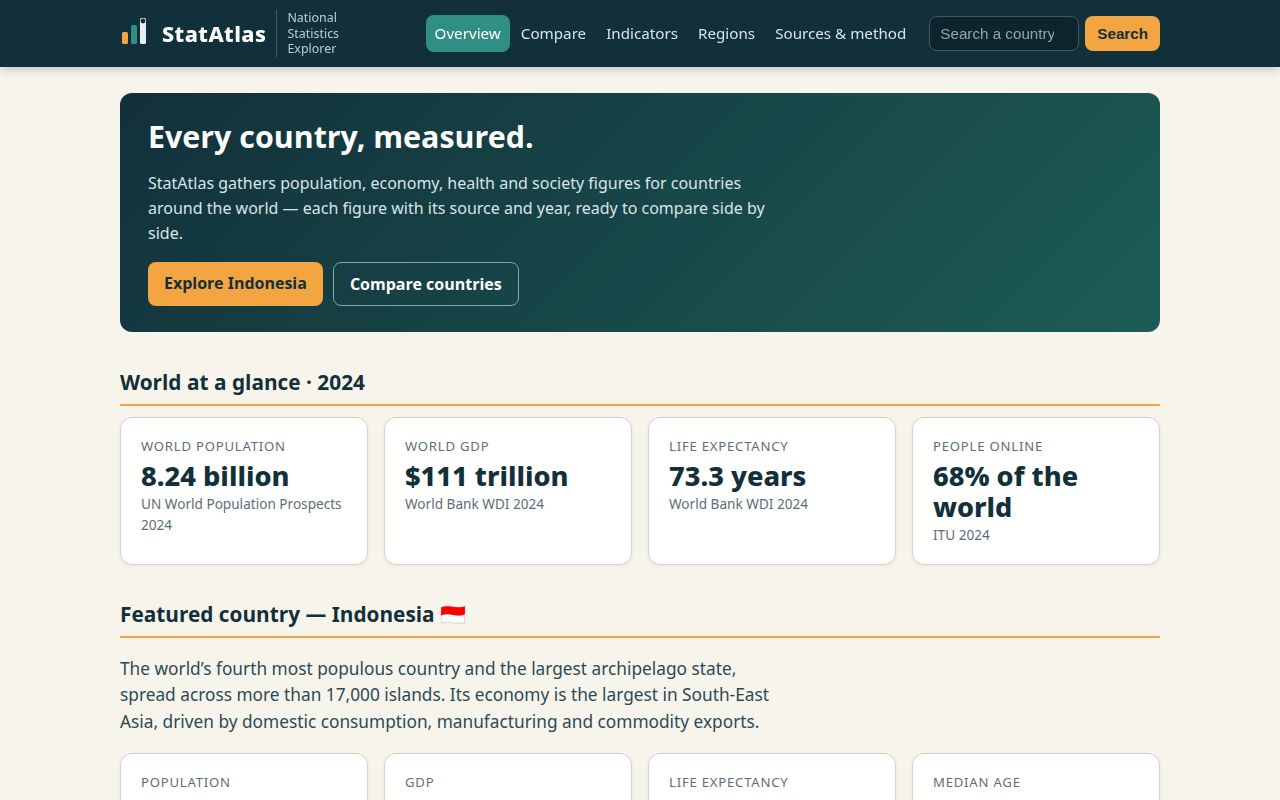 StatAtlas
National
Statistics
Explorer
Overview
Compare
Indicators
Regions
Sources & method
Search a country
Search
Every country, measured.
StatAtlas gathers population, economy, health and society figures for countries
around the world — each figure with its source and year, ready to compare side by
side.
Explore Indonesia
Compare countries
World at a glance · 2024
WORLD POPULATION
8.24 billion
UN World Population Prospects
2024
WORLD GDP
$111 trillion
World Bank WDI 2024
LIFE EXPECTANCY
73.3 years
World Bank WDI 2024
PEOPLE ONLINE
68% of the
world
ITU 2024
Featured country — Indonesia 🇮🇩
The world’s fourth most populous country and the largest archipelago state,
spread across more than 17,000 islands. Its economy is the largest in South-East
Asia, driven by domestic consumption, manufacturing and commodity exports.
POPULATION
GDP
LIFE EXPECTANCY
MEDIAN AGE